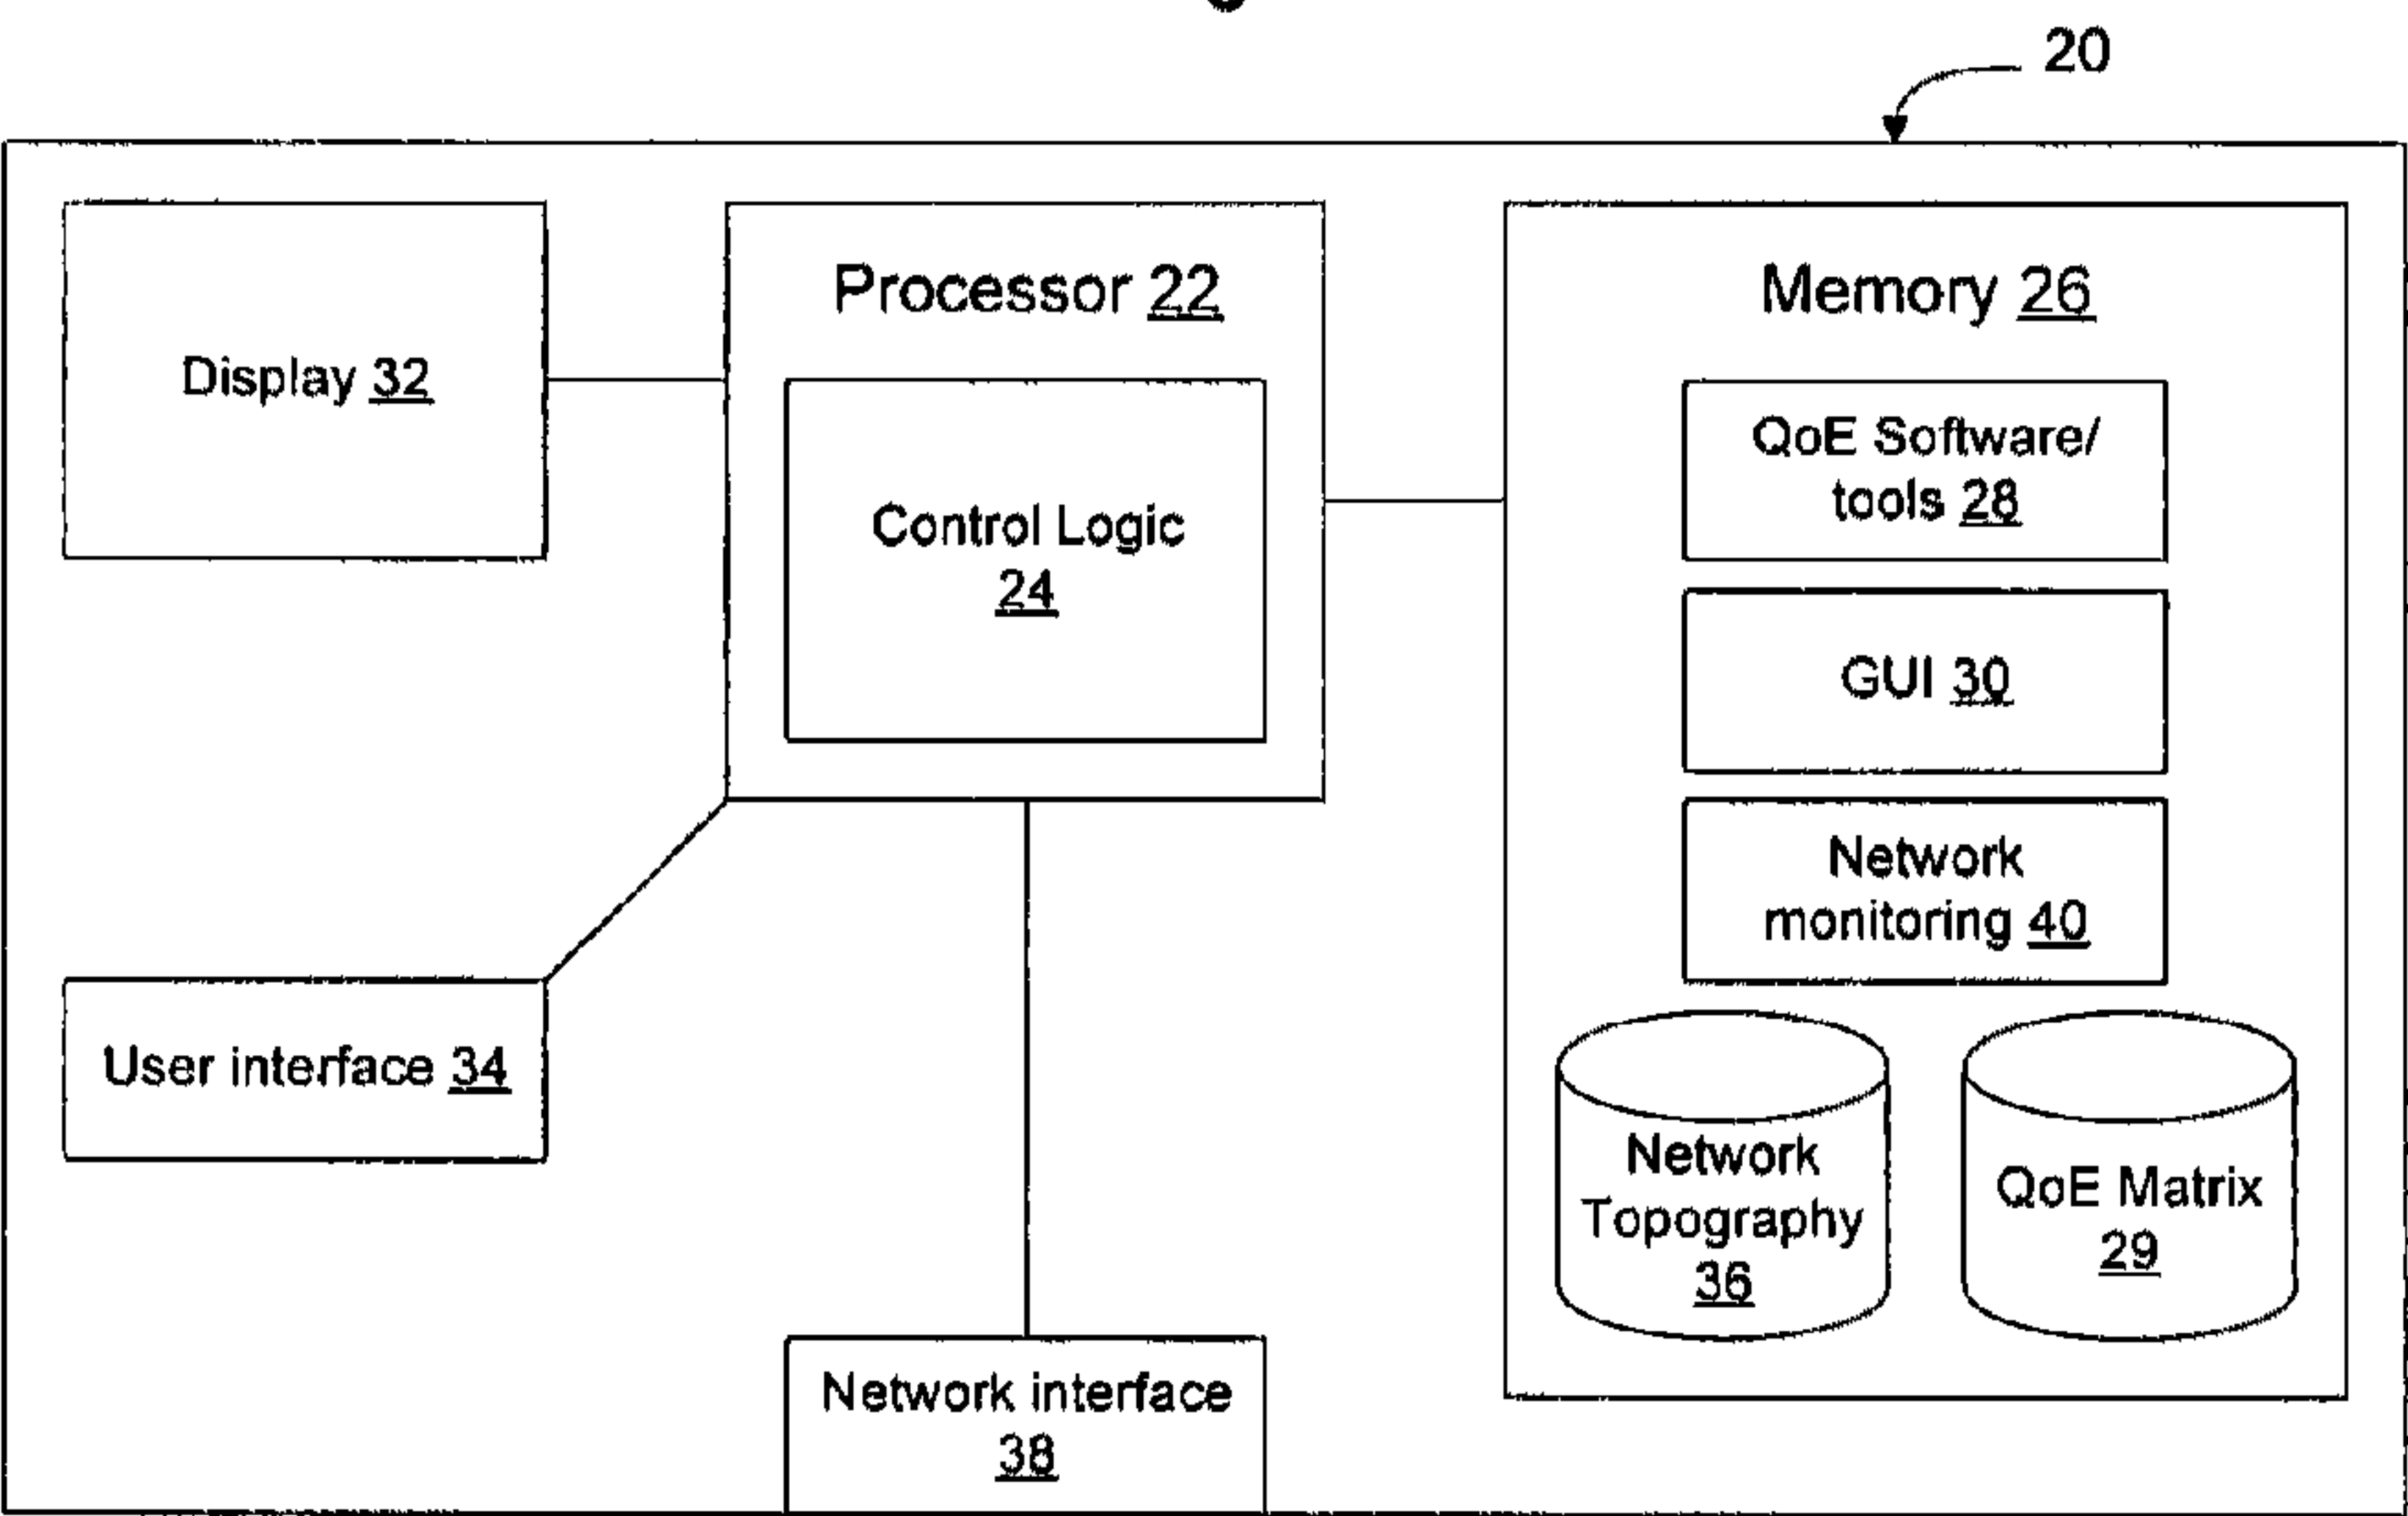 20
Display 32
Processor 22
Control Logic
24
Memory 26
QoE Software/
tools 28
GUI 30
Network
monitoring 40
Network
Topography
36
QoE Matrix
29
User interface 34
Network interface
38